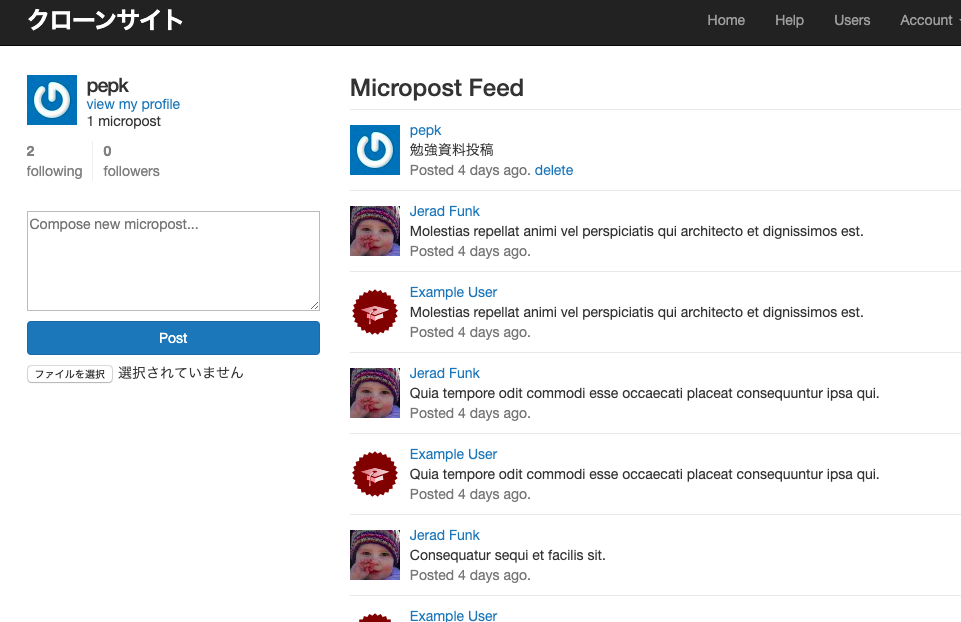 クローンサイト
Home Help Users Account
pepk
view my profile
1 micropost
2 0
following followers
Compose new micropost...
Post
ファイルを選択 選択されていません
Micropost Feed
pepk
勉強資料投稿
Posted 4 days ago. delete
Jerad Funk
Molestias repellat animi vel perspiciatis qui architecto et dignissimos est.
Posted 4 days ago.
Example User
Molestias repellat animi vel perspiciatis qui architecto et dignissimos est.
Posted 4 days ago.
Jerad Funk
Quia tempore odit commodi esse occaecati placeat consequuntur ipsa qui.
Posted 4 days ago.
Example User
Quia tempore odit commodi esse occaecati placeat consequuntur ipsa qui.
Posted 4 days ago.
Jerad Funk
Consequatur sequi et facilis sit.
Posted 4 days ago.
Example User